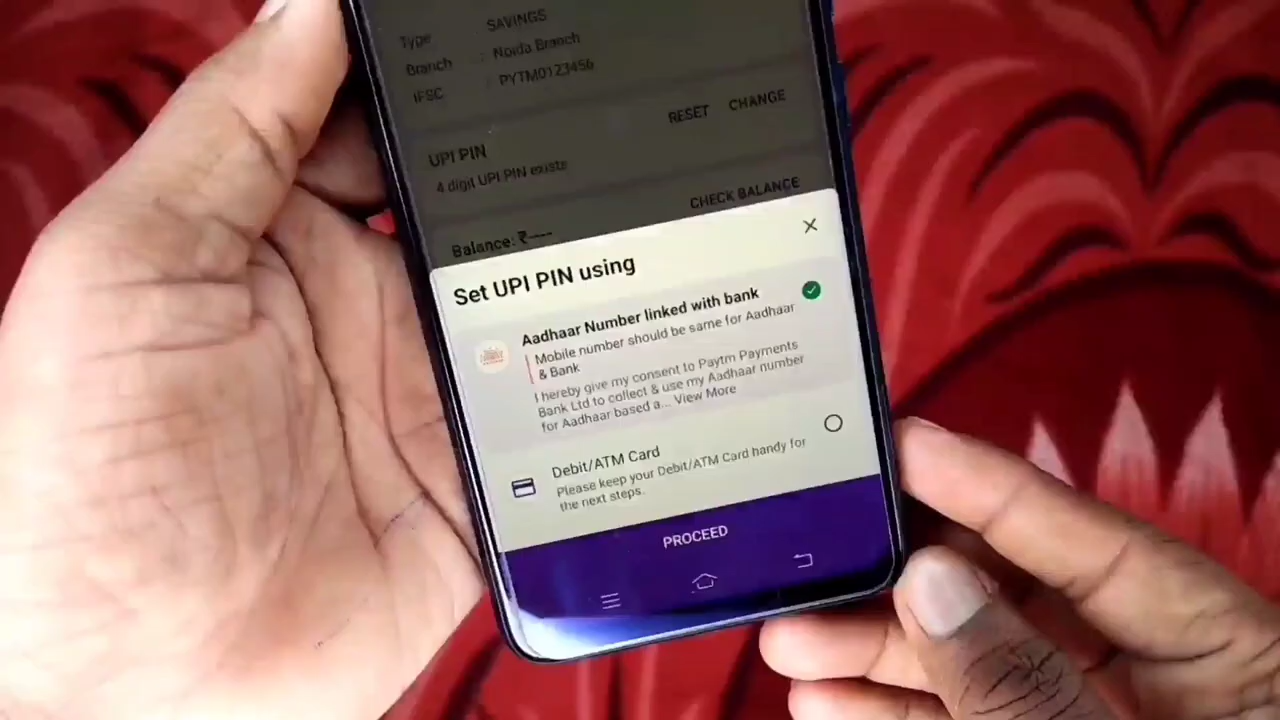 Type SAVINGS
Branch : Noida Branch
IFSC : PYTM0123456
RESET CHANGE
UPI PIN
4 digit UPI PIN exists
CHECK BALANCE
Balance: ₹----
Set UPI PIN using
Aadhaar Number linked with bank
Mobile number should be same for Aadhaar
& Bank
I hereby give my consent to Paytm Payments
Bank Ltd to collect & use my Aadhaar number
for Aadhaar based a... View More
Debit/ATM Card
Please keep your Debit/ATM Card handy for
the next steps.
PROCEED